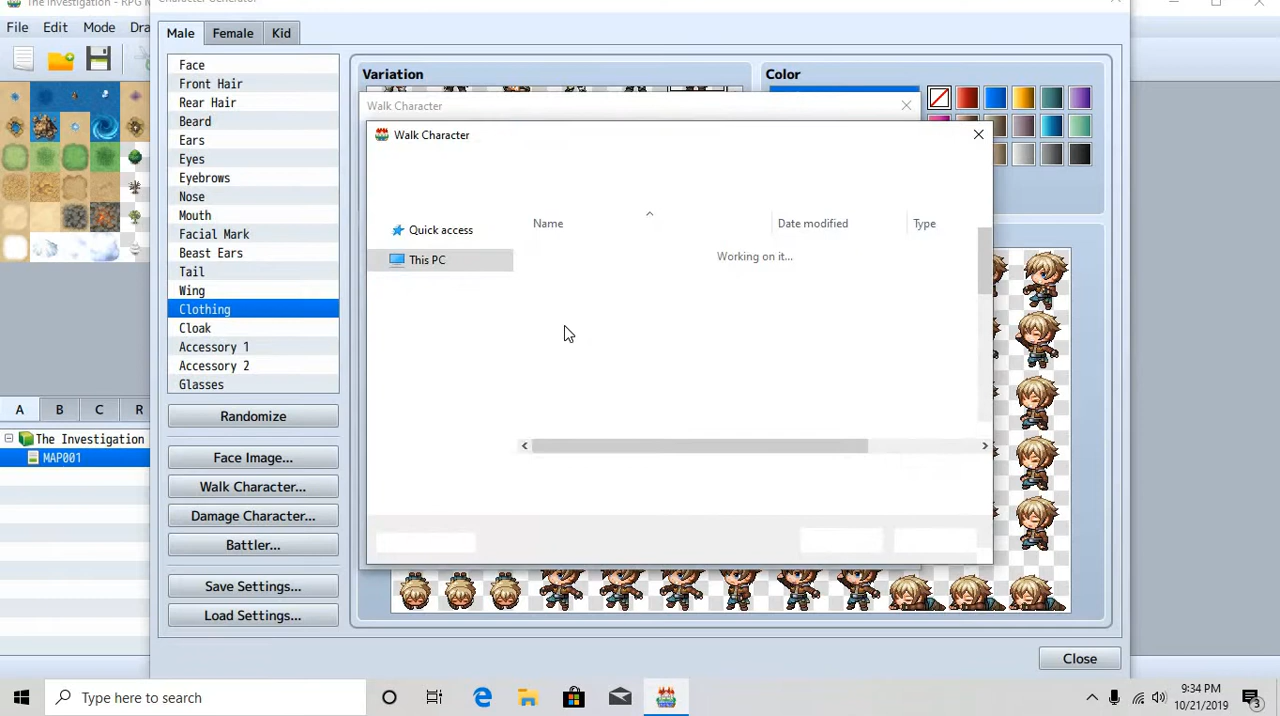 The Investigation - RPG M
Character Generator
File Edit Mode Dra
Male Female Kid
Face
Front Hair
Rear Hair
Beard
Ears
Eyes
Eyebrows
Nose
Mouth
Facial Mark
Beast Ears
Tail
Wing
Clothing
Cloak
Accessory 1
Accessory 2
Glasses
Randomize
Face Image...
Walk Character...
Damage Character...
Battler...
Save Settings...
Load Settings...
Variation
Color
Walk Character
Walk Character
Name Date modified Type
Quick access
This PC
Working on it...
A B C R
The Investigation
MAP001
Close
Type here to search
9:34 PM
10/21/2019
3